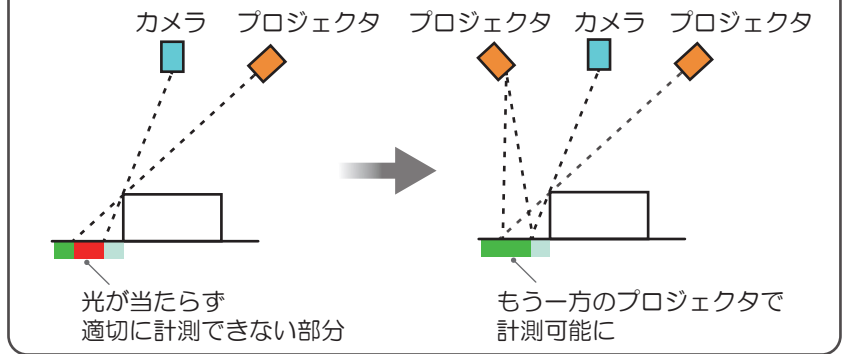 カメラ プロジェクタ
プロジェクタ カメラ プロジェクタ
光が当たらず
適切に計測できない部分
もう一方のプロジェクタで
計測可能に